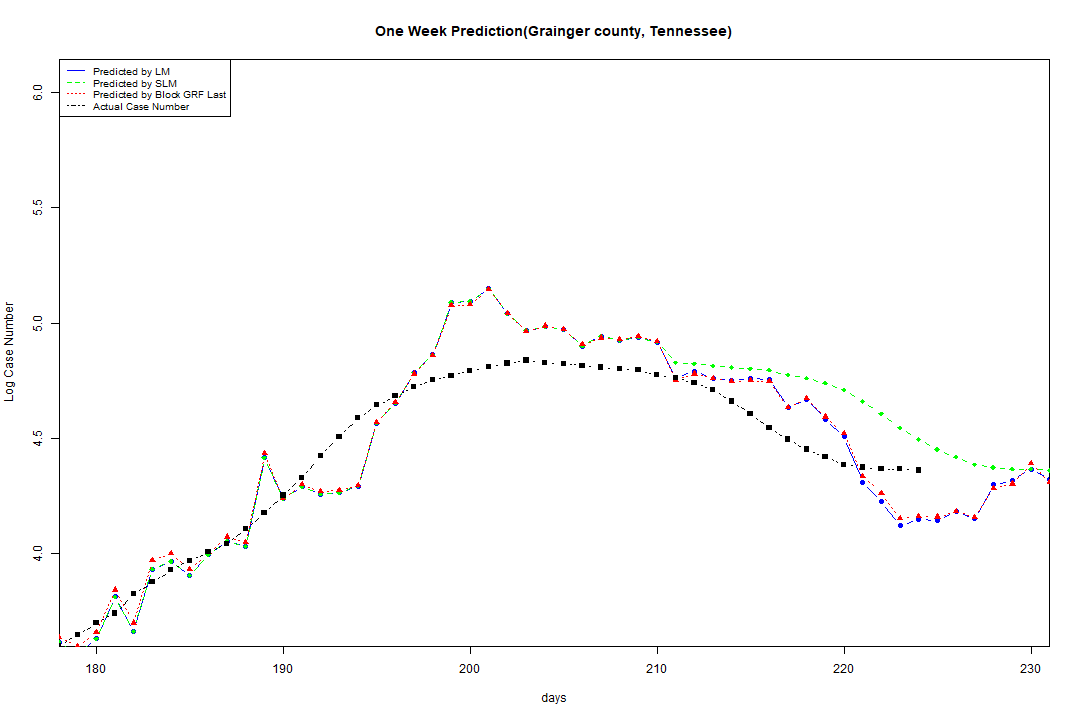 One Week Prediction(Grainger county, Tennessee)
Predicted by LM
Predicted by SLM
Predicted by Block GRF Last
Actual Case Number
Log Case Number
6.0
5.5
5.0
4.5
4.0
180 190 200 210 220 230
days